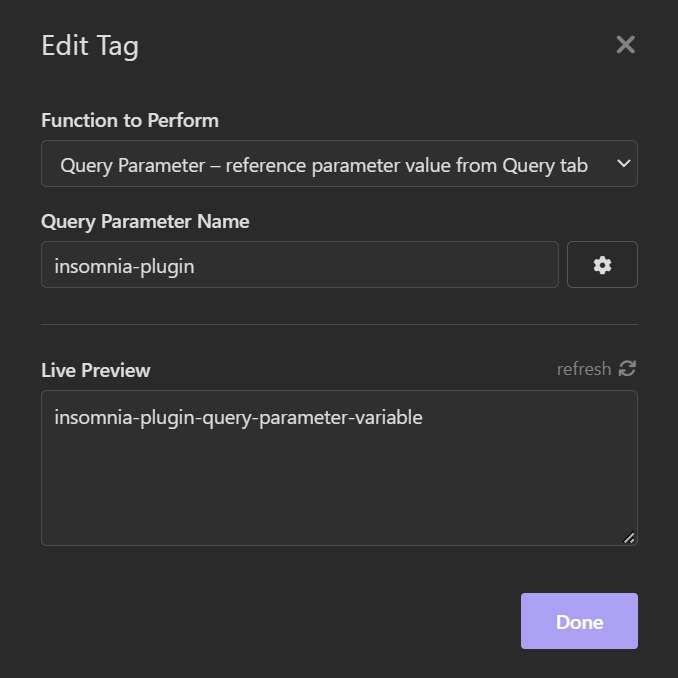 Edit Tag
Function to Perform
Query Parameter – reference parameter value from Query tab
Query Parameter Name
insomnia-plugin
Live Preview
refresh
insomnia-plugin-query-parameter-variable
Done